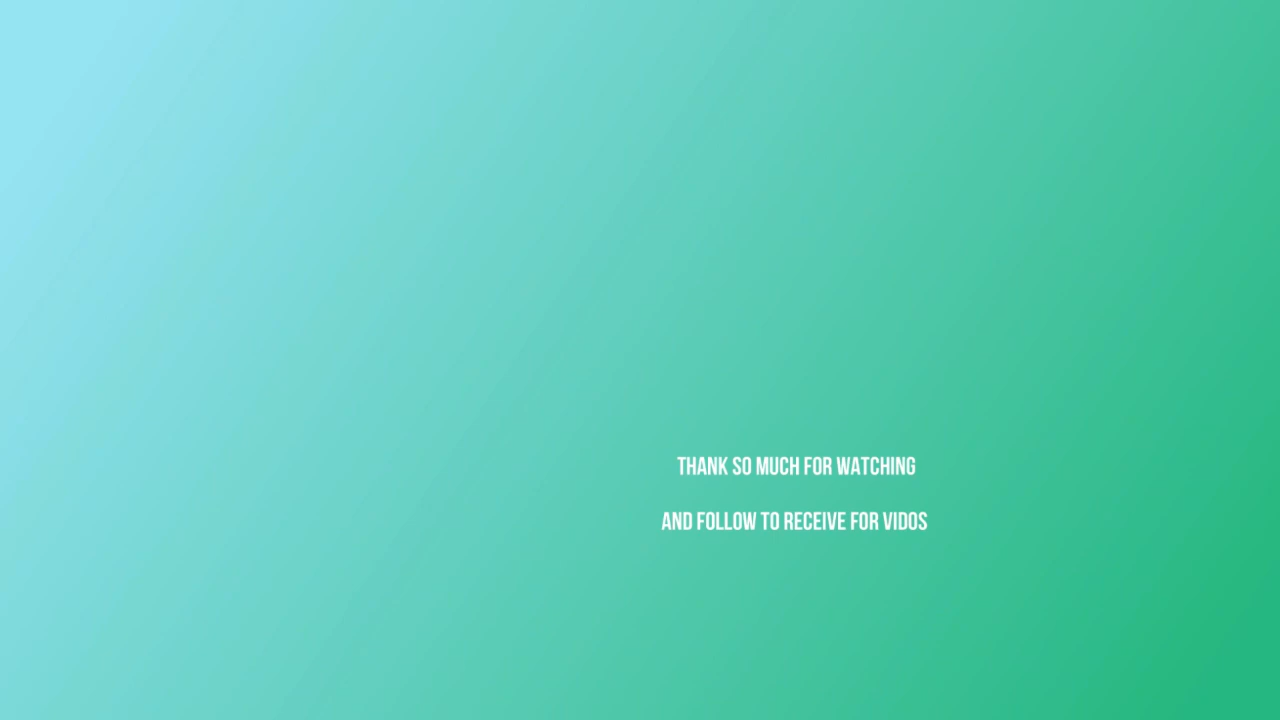 THANK SO MUCH FOR WATCHING
AND FOLLOW TO RECEIVE FOR VIDOS